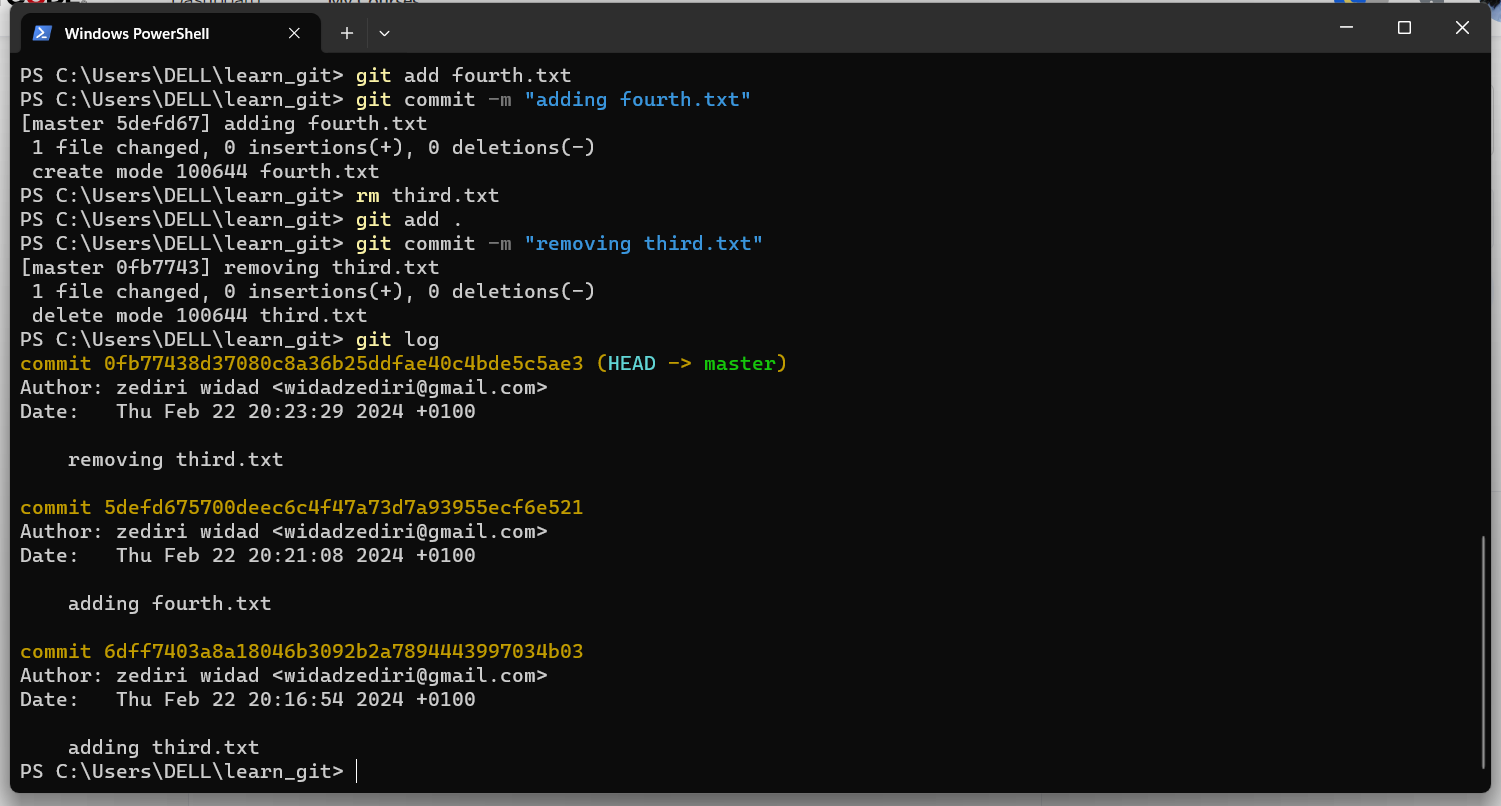 Windows PowerShell
PS C:\Users\DELL\learn_git> git add fourth.txt
PS C:\Users\DELL\learn_git> git commit -m "adding fourth.txt"
[master 5defd67] adding fourth.txt
 1 file changed, 0 insertions(+), 0 deletions(-)
 create mode 100644 fourth.txt
PS C:\Users\DELL\learn_git> rm third.txt
PS C:\Users\DELL\learn_git> git add .
PS C:\Users\DELL\learn_git> git commit -m "removing third.txt"
[master 0fb7743] removing third.txt
 1 file changed, 0 insertions(+), 0 deletions(-)
 delete mode 100644 third.txt
PS C:\Users\DELL\learn_git> git log
commit 0fb77438d37080c8a36b25ddfae40c4bde5c5ae3 (HEAD -> master)
Author: zediri widad <widadzediri@gmail.com>
Date:   Thu Feb 22 20:23:29 2024 +0100

    removing third.txt

commit 5defd675700deec6c4f47a73d7a93955ecf6e521
Author: zediri widad <widadzediri@gmail.com>
Date:   Thu Feb 22 20:21:08 2024 +0100

    adding fourth.txt

commit 6dff7403a8a18046b3092b2a7894443997034b03
Author: zediri widad <widadzediri@gmail.com>
Date:   Thu Feb 22 20:16:54 2024 +0100

    adding third.txt
PS C:\Users\DELL\learn_git>